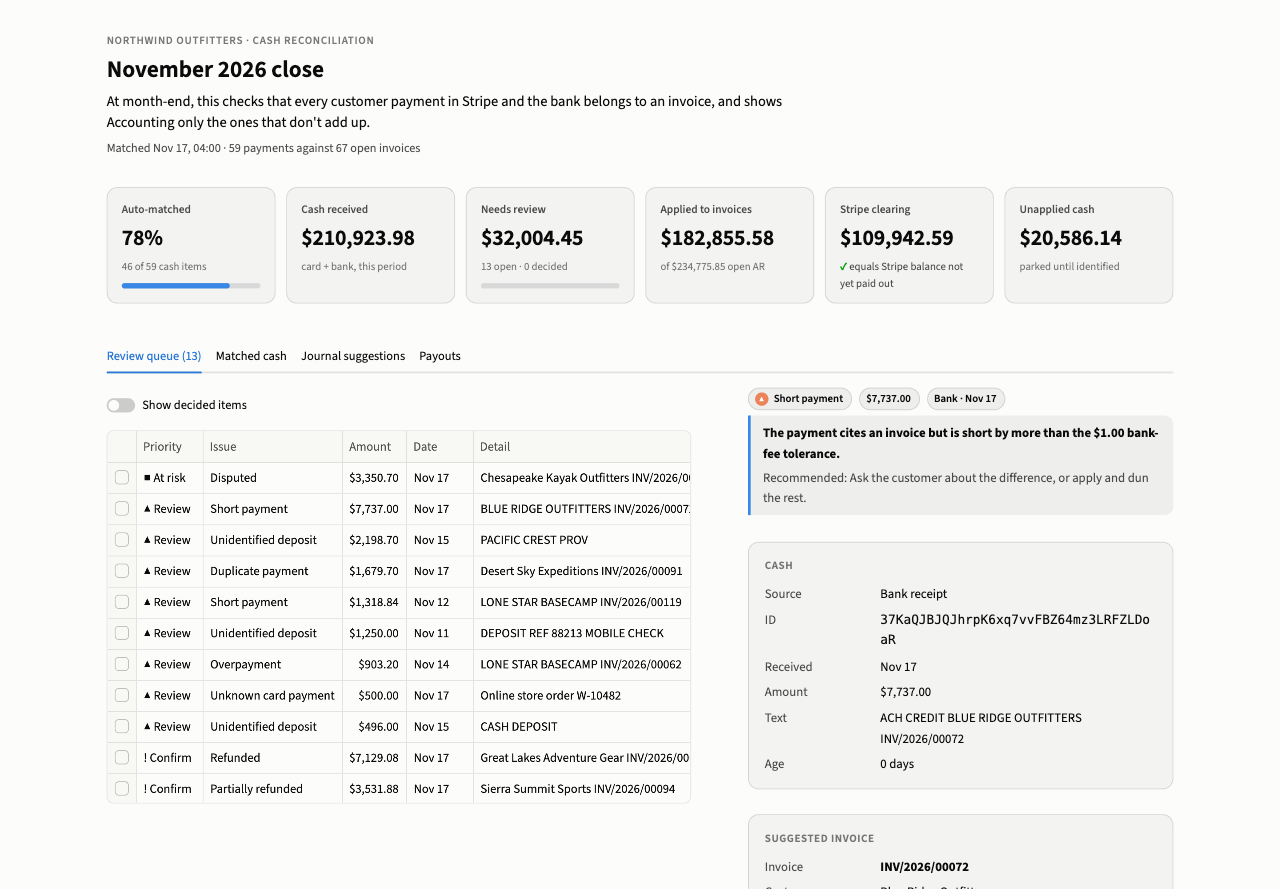 NORTHWIND OUTFITTERS · CASH RECONCILIATION
November 2026 close
At month-end, this checks that every customer payment in Stripe and the bank belongs to an invoice, and shows
Accounting only the ones that don't add up.
Matched Nov 17, 04:00 · 59 payments against 67 open invoices
Auto-matched
78%
46 of 59 cash items
Cash received
$210,923.98
card + bank, this period
Needs review
$32,004.45
13 open · 0 decided
Applied to invoices
$182,855.58
of $234,775.85 open AR
Stripe clearing
$109,942.59
✓ equals Stripe balance not
yet paid out
Unapplied cash
$20,586.14
parked until identified
Review queue (13) Matched cash Journal suggestions Payouts
Show decided items
Priority Issue Amount Date Detail
■ At risk Disputed $3,350.70 Nov 17 Chesapeake Kayak Outfitters INV/2026/0
▲ Review Short payment $7,737.00 Nov 17 BLUE RIDGE OUTFITTERS INV/2026/0007
▲ Review Unidentified deposit $2,198.70 Nov 15 PACIFIC CREST PROV
▲ Review Duplicate payment $1,679.70 Nov 17 Desert Sky Expeditions INV/2026/00091
▲ Review Short payment $1,318.84 Nov 12 LONE STAR BASECAMP INV/2026/00119
▲ Review Unidentified deposit $1,250.00 Nov 11 DEPOSIT REF 88213 MOBILE CHECK
▲ Review Overpayment $903.20 Nov 14 LONE STAR BASECAMP INV/2026/00062
▲ Review Unknown card payment $500.00 Nov 17 Online store order W-10482
▲ Review Unidentified deposit $496.00 Nov 15 CASH DEPOSIT
! Confirm Refunded $7,129.08 Nov 17 Great Lakes Adventure Gear INV/2026/00
! Confirm Partially refunded $3,531.88 Nov 17 Sierra Summit Sports INV/2026/00094
▲ Short payment $7,737.00 Bank · Nov 17
The payment cites an invoice but is short by more than the $1.00 bank-
fee tolerance.
Recommended: Ask the customer about the difference, or apply and dun
the rest.
CASH
Source Bank receipt
ID 37KaQJBJQJhrpK6xq7vvFBZ64mz3LRFZLDo
aR
Received Nov 17
Amount $7,737.00
Text ACH CREDIT BLUE RIDGE OUTFITTERS
INV/2026/00072
Age 0 days
SUGGESTED INVOICE
Invoice INV/2026/00072